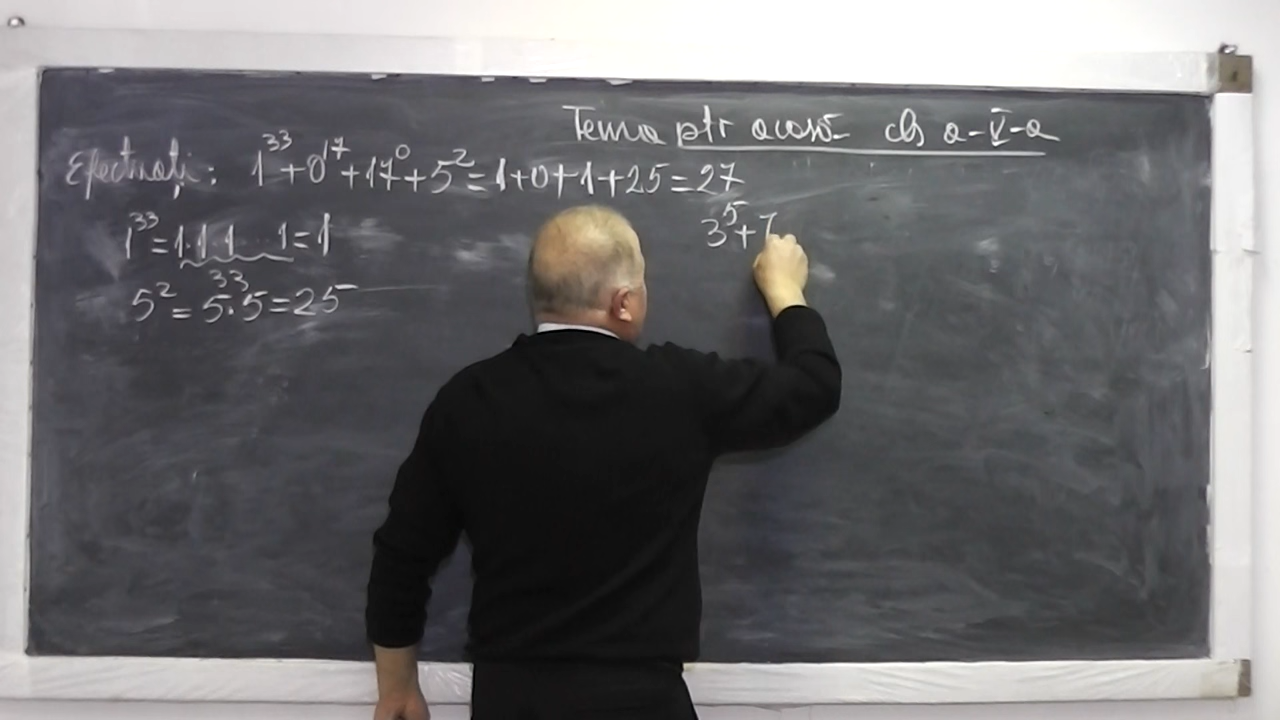 Tema ptr acasă cls a-V-a
Efectuați: 1³³+0¹⁷+17⁰+5²=1+0+1+25=27
3⁵+7
1³³=1·1·1...1=1
33
5²=5·5=25